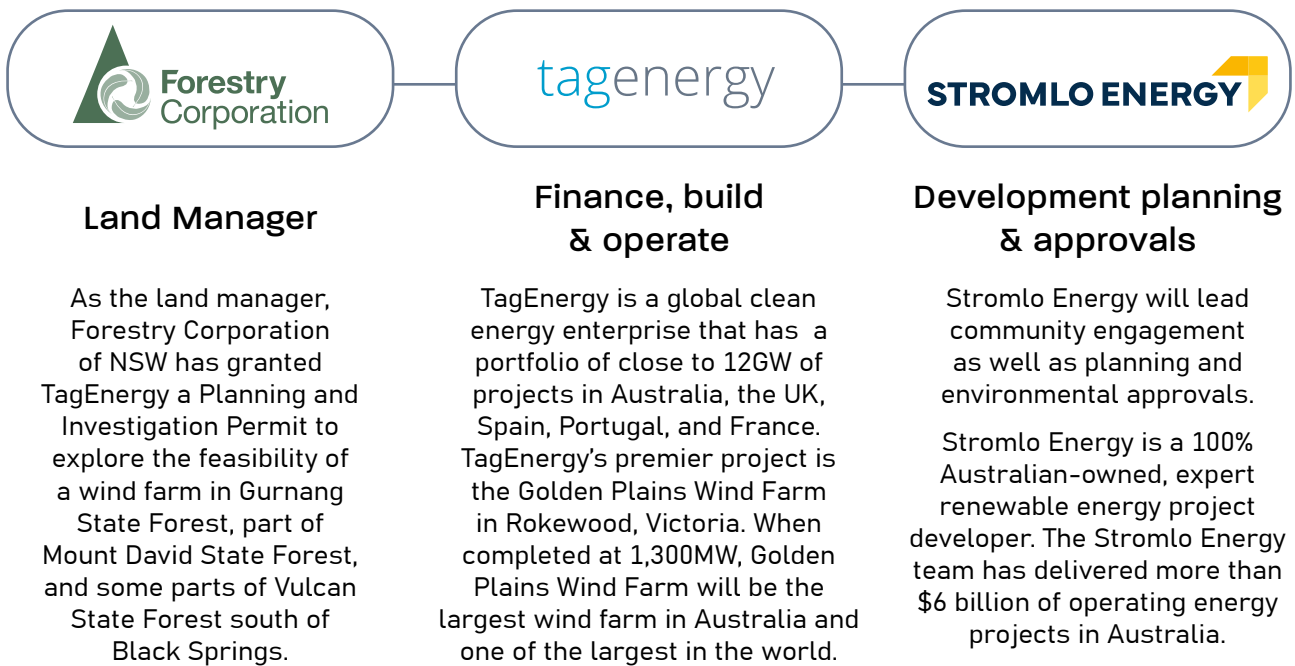 Forestry
Corporation
tagenergy
STROMLO ENERGY
Land Manager
As the land manager,
Forestry Corporation
of NSW has granted
TagEnergy a Planning and
Investigation Permit to
explore the feasibility of
a wind farm in Gurnang
State Forest, part of
Mount David State Forest,
and some parts of Vulcan
State Forest south of
Black Springs.
Finance, build
& operate
TagEnergy is a global clean
energy enterprise that has a
portfolio of close to 12GW of
projects in Australia, the UK,
Spain, Portugal, and France.
TagEnergy’s premier project is
the Golden Plains Wind Farm
in Rokewood, Victoria. When
completed at 1,300MW, Golden
Plains Wind Farm will be the
largest wind farm in Australia and
one of the largest in the world.
Development planning
& approvals
Stromlo Energy will lead
community engagement
as well as planning and
environmental approvals.
Stromlo Energy is a 100%
Australian-owned, expert
renewable energy project
developer. The Stromlo Energy
team has delivered more than
$6 billion of operating energy
projects in Australia.